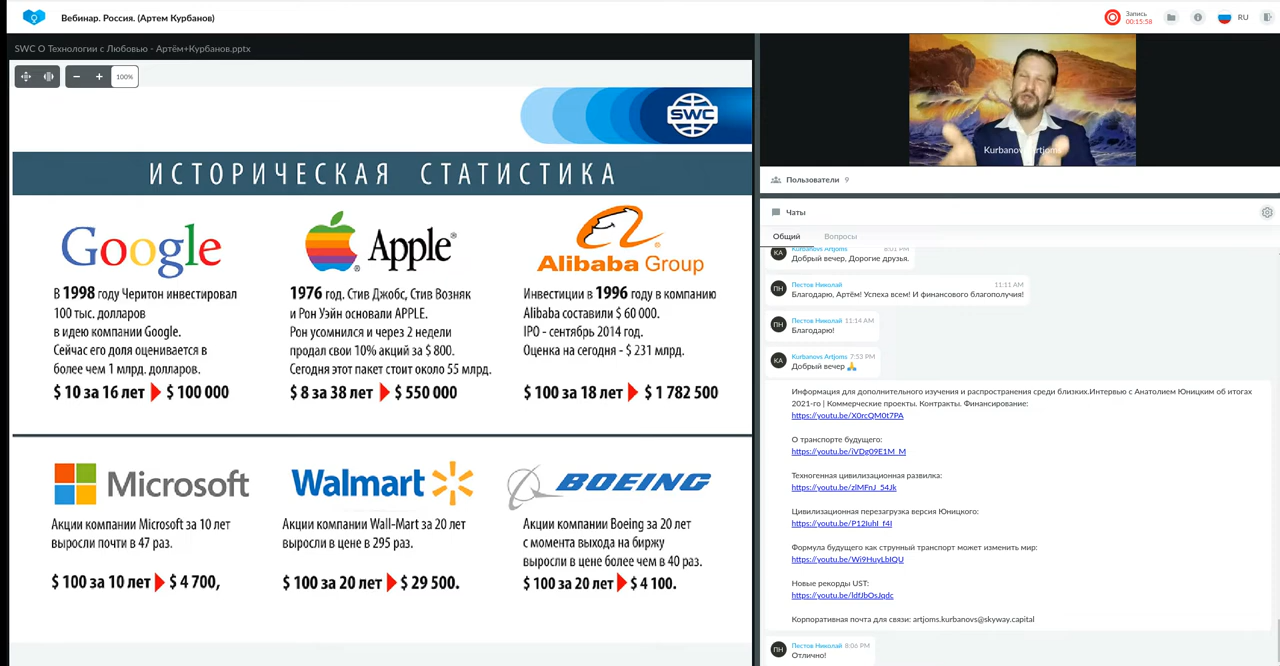 Вебинар. Россия. (Артем Курбанов)
Запись
00:15:58
RU
SWC О Технологии с Любовью - Артём+Курбанов.pptx
100%
SWC
ИСТОРИЧЕСКАЯ СТАТИСТИКА
Google
В 1998 году Черитон инвестировал
100 тыс. долларов
в идею компании Google.
Сейчас его доля оценивается в
более чем 1 млрд. долларов.
$ 10 за 16 лет $ 100 000
Apple
1976 год. Стив Джобс, Стив Возняк
и Рон Уэйн основали APPLE.
Рон усомнился и через 2 недели
продал свои 10% акций за $ 800.
Сегодня этот пакет стоит около 55 млрд.
$ 8 за 38 лет $ 550 000
Alibaba Group
Инвестиции в 1996 году в компанию
Alibaba составили $ 60 000.
IPO - сентябрь 2014 год.
Оценка на сегодня - $ 231 млрд.
$ 100 за 18 лет $ 1 782 500
Microsoft
Акции компании Microsoft за 10 лет
выросли почти в 47 раз.
$ 100 за 10 лет $ 4 700,
Walmart
Акции компании Wall-Mart за 20 лет
выросли в цене в 295 раз.
$ 100 за 20 лет $ 29 500.
BOEING
Акции компании Boeing за 20 лет
с момента выхода на биржу
выросли в цене более чем в 40 раз.
$ 100 за 20 лет $ 4 100.
Kurbanovs Artjoms
Пользователи 9
Чаты
Общий Вопросы
КА Kurbanovs Artjoms 8:01 PM
Добрый вечер, Дорогие друзья.
ПН Пестов Николай 11:11 AM
Благодарю, Артём! Успеха всем! И финансового благополучия!
ПН Пестов Николай 11:14 AM
Благодарю!
КА Kurbanovs Artjoms 7:53 PM
Добрый вечер 🙏
Информация для дополнительного изучения и распространения среди близких.Интервью с Анатолием Юницким об итогах
2021-го | Коммерческие проекты. Контракты. Финансирование:
https://youtu.be/X0rcQM0t7PA
О транспорте будущего:
https://youtu.be/iVDg09E1M_M
Техногенная цивилизационная развилка:
https://youtu.be/zlMFnJ_54Jk
Цивилизационная перезагрузка версия Юницкого:
https://youtu.be/P12IuhI_f4I
Формула будущего как струнный транспорт может изменить мир:
https://youtu.be/Wi9HuyLbIQU
Новые рекорды UST:
https://youtu.be/ldfJbOsJqdc
Корпоративная почта для связи: artjoms.kurbanovs@skyway.capital
ПН Пестов Николай 8:06 PM
Отлично!